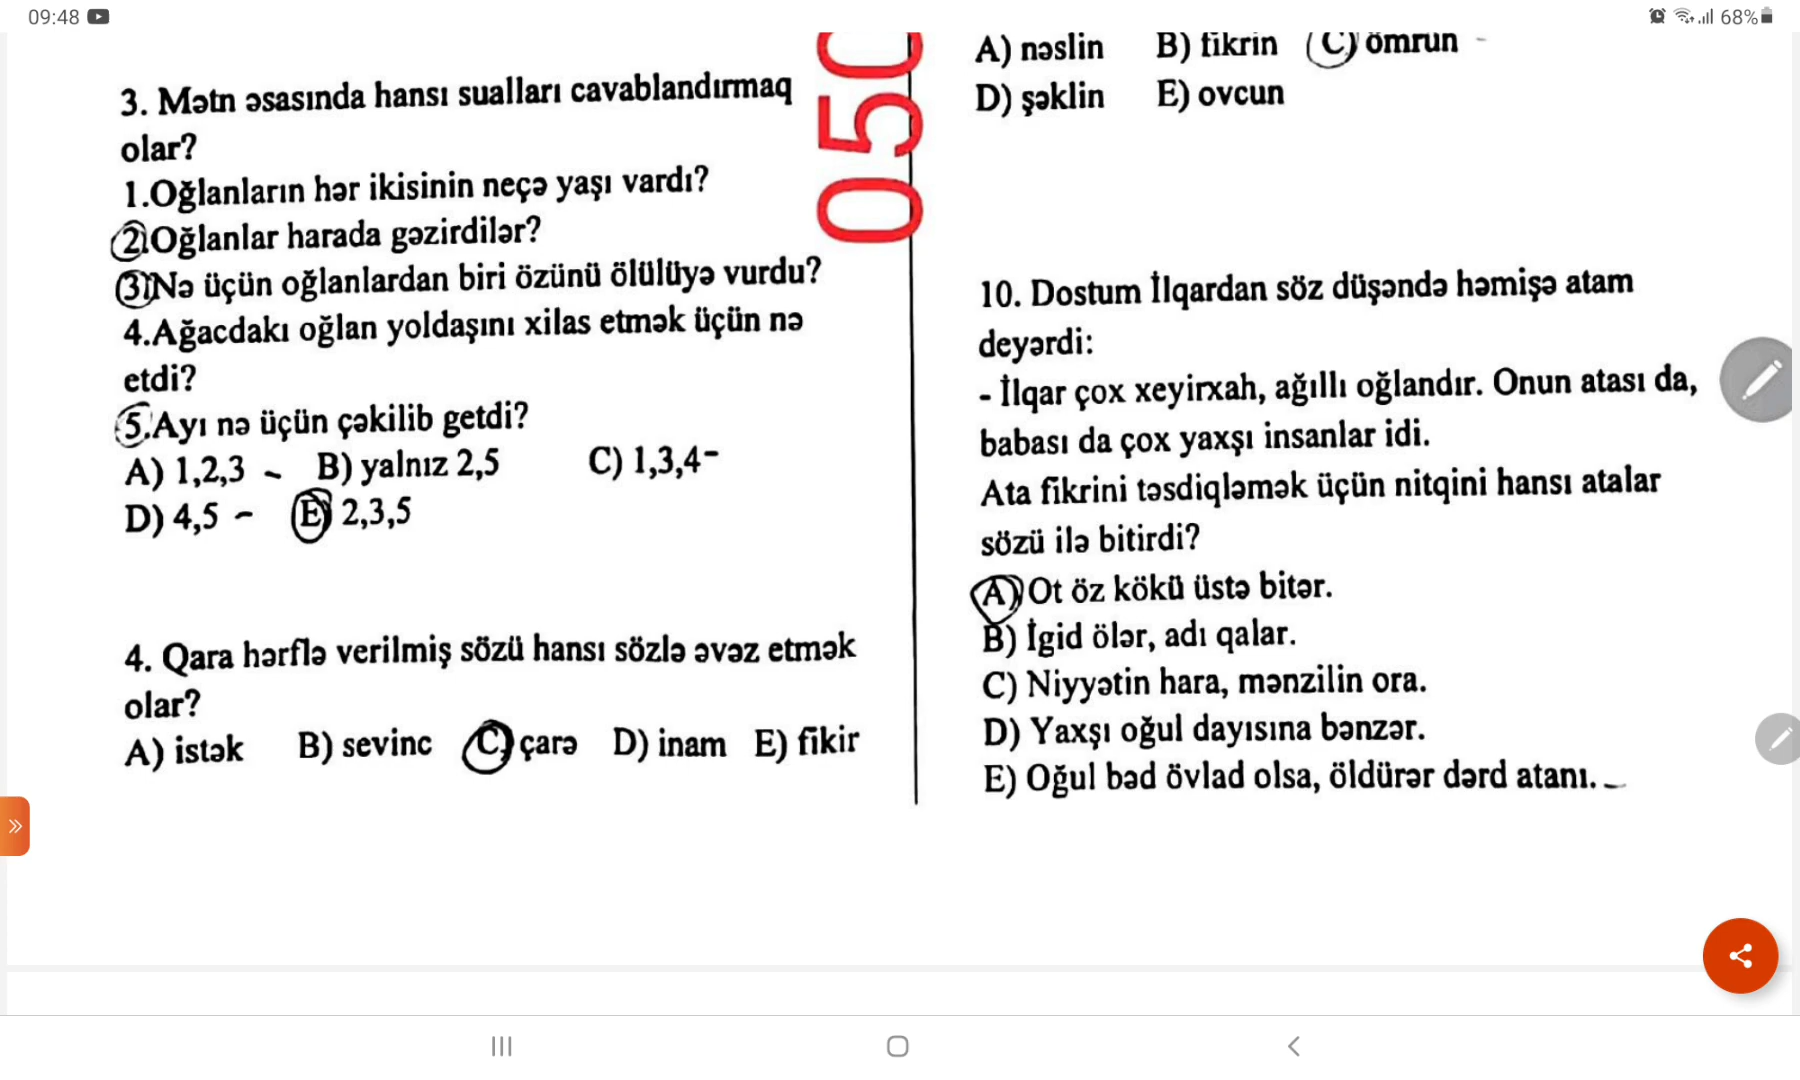 09:48
68%
3. Mətn əsasında hansı sualları cavablandırmaq
olar?
1.Oğlanların hər ikisinin neçə yaşı vardı?
2.Oğlanlar harada gəzirdilər?
3.Nə üçün oğlanlardan biri özünü ölülüyə vurdu?
4.Ağacdakı oğlan yoldaşını xilas etmək üçün nə
etdi?
5.Ayı nə üçün çəkilib getdi?
A) 1,2,3 B) yalnız 2,5 C) 1,3,4
D) 4,5 E) 2,3,5
4. Qara hərflə verilmiş sözü hansı sözlə əvəz etmək
olar?
A) istək B) sevinc C) çarə D) inam E) fikir
050
A) nəslin B) fikrin C) ömrün
D) şəklin E) ovcun
10. Dostum İlqardan söz düşəndə həmişə atam
deyərdi:
- İlqar çox xeyirxah, ağıllı oğlandır. Onun atası da,
babası da çox yaxşı insanlar idi.
Ata fikrini təsdiqləmək üçün nitqini hansı atalar
sözü ilə bitirdi?
A) Ot öz kökü üstə bitər.
B) İgid ölər, adı qalar.
C) Niyyətin hara, mənzilin ora.
D) Yaxşı oğul dayısına bənzər.
E) Oğul bəd övlad olsa, öldürər dərd atanı.